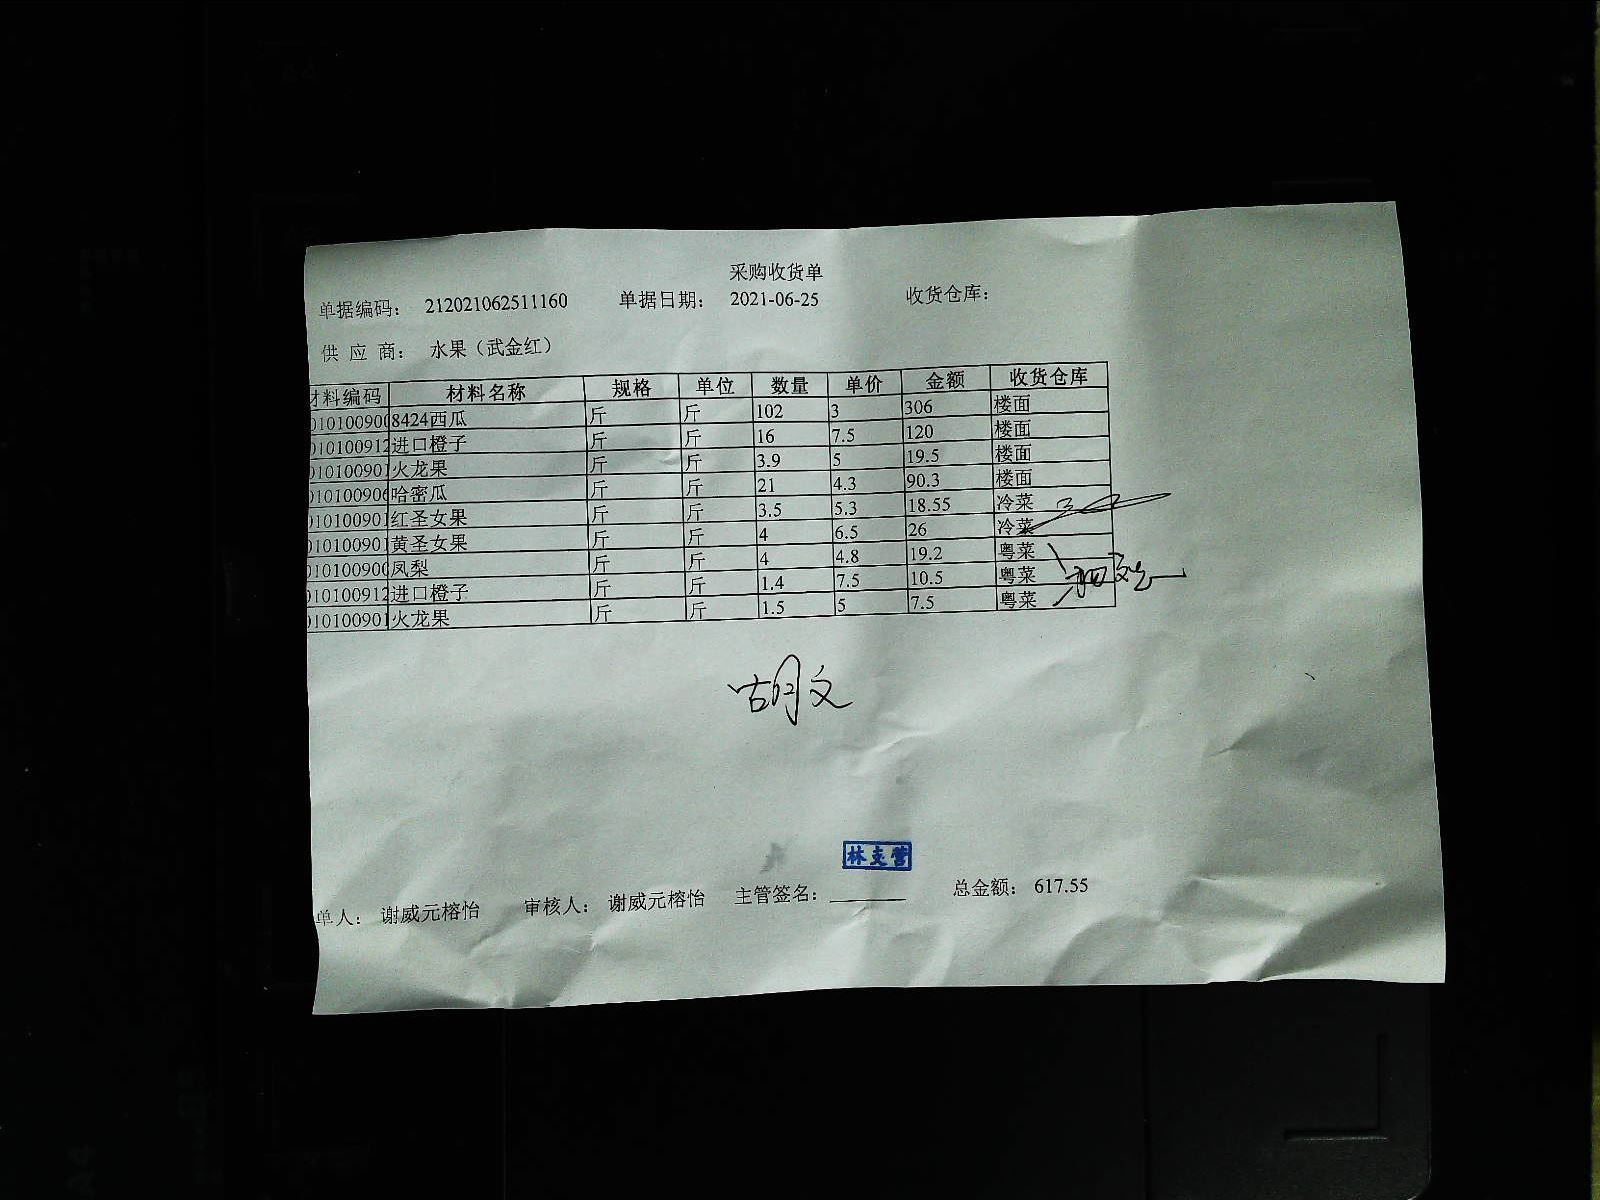 采购收货单
单据编码： 212021062511160 单据日期： 2021-06-25 收货仓库：
供 应 商： 水果（武金红）
材料编码 材料名称 规格 单位 数量 单价 金额 收货仓库
010100900 8424西瓜 斤 斤 102 3 306 楼面
010100912 进口橙子 斤 斤 16 7.5 120 楼面
010100901 火龙果 斤 斤 3.9 5 19.5 楼面
010100906 哈密瓜 斤 斤 21 4.3 90.3 楼面
010100901 红圣女果 斤 斤 3.5 5.3 18.55 冷菜
010100901 黄圣女果 斤 斤 4 6.5 26 冷菜
010100900 凤梨 斤 斤 4 4.8 19.2 粤菜
010100912 进口橙子 斤 斤 1.4 7.5 10.5 粤菜
010100901 火龙果 斤 斤 1.5 5 7.5 粤菜
胡文
林支营
单人： 谢威元榕怡 审核人： 谢威元榕怡 主管签名： 总金额： 617.55